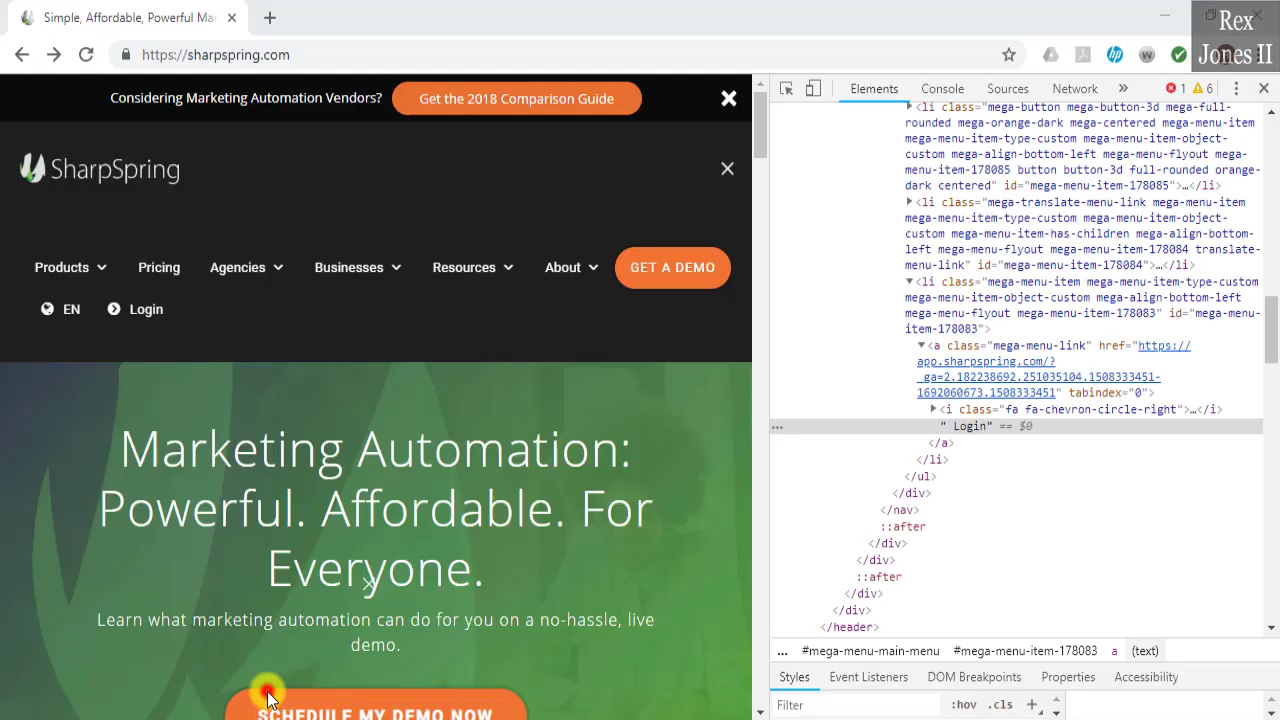 Simple, Affordable, Powerful Mar
Rex
Jones II
https://sharpspring.com
Considering Marketing Automation Vendors?
Get the 2018 Comparison Guide
SharpSpring
Products
Pricing
Agencies
Businesses
Resources
About
GET A DEMO
EN
Login
Marketing Automation:
Powerful. Affordable. For
Everyone.
Learn what marketing automation can do for you on a no-hassle, live
demo.
SCHEDULE MY DEMO NOW
Elements
Console
Sources
Network
»
1
6
<li class="mega-button mega-button-3d mega-full-
rounded mega-orange-dark mega-centered mega-menu-item
mega-menu-item-type-custom mega-menu-item-object-
custom mega-align-bottom-left mega-menu-flyout mega-
menu-item-178085 button button-3d full-rounded orange-
dark centered" id="mega-menu-item-178085">…</li>
<li class="mega-translate-menu-link mega-menu-item
mega-menu-item-type-custom mega-menu-item-object-
custom mega-menu-item-has-children mega-align-bottom-
left mega-menu-flyout mega-menu-item-178084 translate-
menu-link" id="mega-menu-item-178084">…</li>
<li class="mega-menu-item mega-menu-item-type-custom
mega-menu-item-object-custom mega-align-bottom-left
mega-menu-flyout mega-menu-item-178083" id="mega-menu-
item-178083">
<a class="mega-menu-link" href="https://
app.sharpspring.com/?
_ga=2.182238692.251035104.1508333451-
1692060673.1508333451" tabindex="0">
<i class="fa fa-chevron-circle-right">…</i>
… " Login" == $0
</a>
</li>
</ul>
</div>
</nav>
::after
</div>
</div>
::after
</div>
</div>
</header>
… #mega-menu-main-menu #mega-menu-item-178083 a (text)
Styles
Event Listeners
DOM Breakpoints
Properties
Accessibility
Filter
:hov
.cls
+